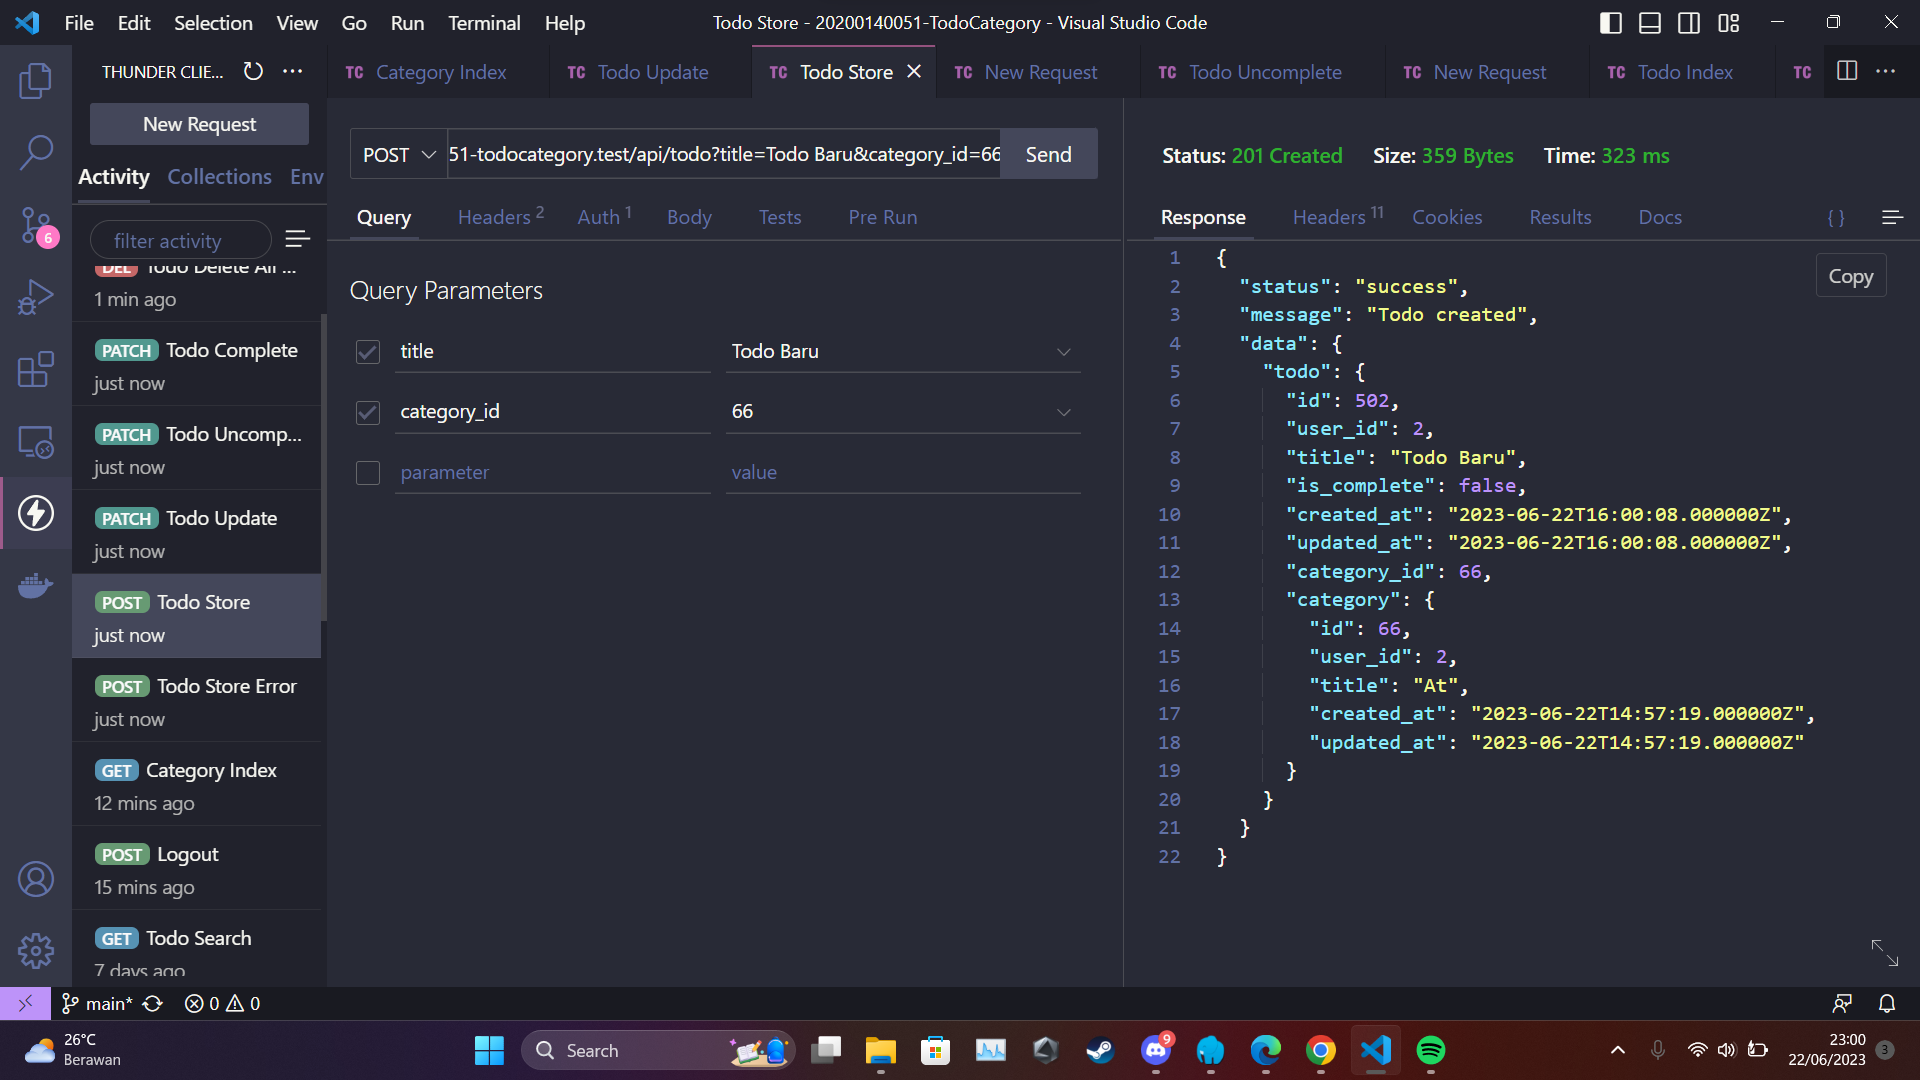 File Edit Selection View Go Run Terminal Help
Todo Store - 20200140051-TodoCategory - Visual Studio Code
THUNDER CLIE...
TC Category Index
TC Todo Update
TC Todo Store
TC New Request
TC Todo Uncomplete
TC New Request
TC Todo Index
TC
New Request
Activity Collections Env
filter activity
6
DEL Todo Delete All ...
1 min ago
PATCH Todo Complete
just now
PATCH Todo Uncomp...
just now
PATCH Todo Update
just now
POST Todo Store
just now
POST Todo Store Error
just now
GET Category Index
12 mins ago
POST Logout
15 mins ago
GET Todo Search
7 days ago
POST 51-todocategory.test/api/todo?title=Todo Baru&category_id=66 Send
Query Headers 2 Auth 1 Body Tests Pre Run
Query Parameters
title Todo Baru
category_id 66
parameter value
Status: 201 Created Size: 359 Bytes Time: 323 ms
Response Headers 11 Cookies Results Docs { }
Copy
1 {
2 "status": "success",
3 "message": "Todo created",
4 "data": {
5 "todo": {
6 "id": 502,
7 "user_id": 2,
8 "title": "Todo Baru",
9 "is_complete": false,
10 "created_at": "2023-06-22T16:00:08.000000Z",
11 "updated_at": "2023-06-22T16:00:08.000000Z",
12 "category_id": 66,
13 "category": {
14 "id": 66,
15 "user_id": 2,
16 "title": "At",
17 "created_at": "2023-06-22T14:57:19.000000Z",
18 "updated_at": "2023-06-22T14:57:19.000000Z"
19 }
20 }
21 }
22 }
main* 0 0
26°C
Berawan
Search
9
23:00
22/06/2023
3